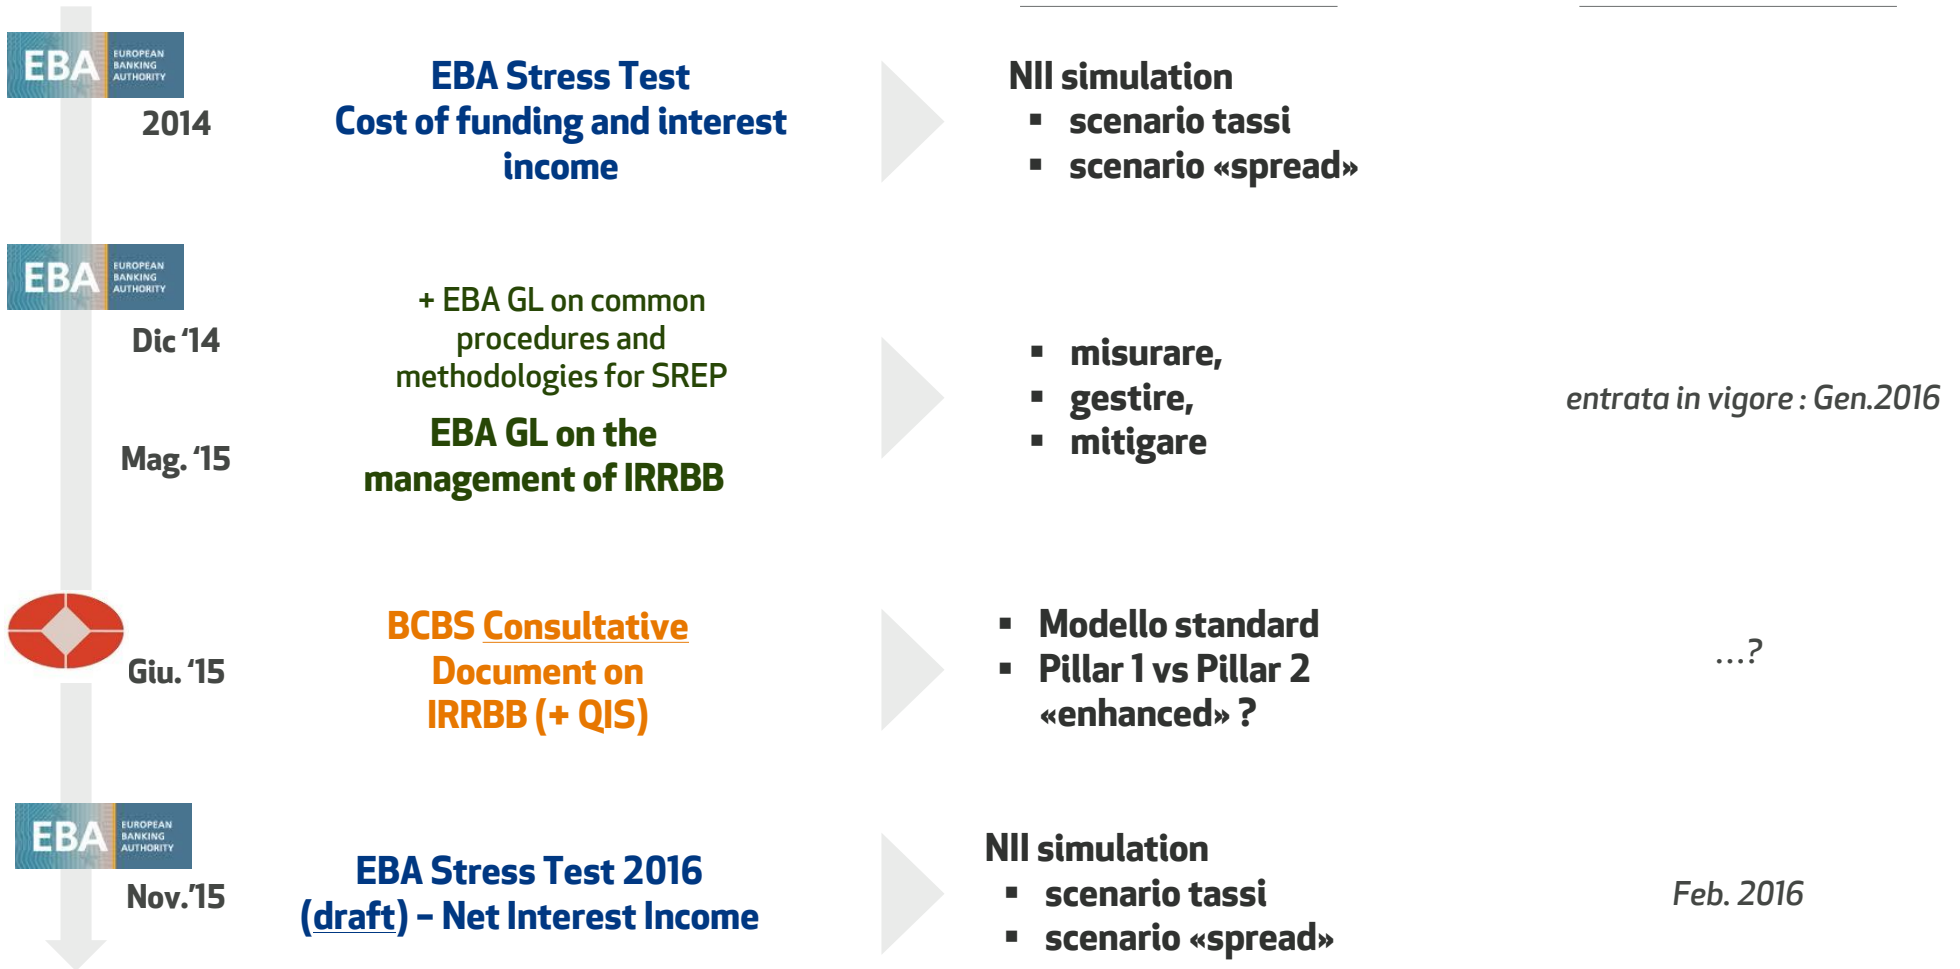 EBA EUROPEAN
BANKING
AUTHORITY
2014
EBA Stress Test
Cost of funding and interest
income
NII simulation
▪ scenario tassi
▪ scenario «spread»
EBA EUROPEAN
BANKING
AUTHORITY
Dic ‘14
+ EBA GL on common
procedures and
methodologies for SREP
Mag. ‘15
EBA GL on the
management of IRRBB
▪ misurare,
▪ gestire,
▪ mitigare
entrata in vigore : Gen.2016
Giu. ‘15
BCBS Consultative
Document on
IRRBB (+ QIS)
▪ Modello standard
▪ Pillar 1 vs Pillar 2
«enhanced» ?
...?
EBA EUROPEAN
BANKING
AUTHORITY
Nov.’15
EBA Stress Test 2016
(draft) – Net Interest Income
NII simulation
▪ scenario tassi
▪ scenario «spread»
Feb. 2016